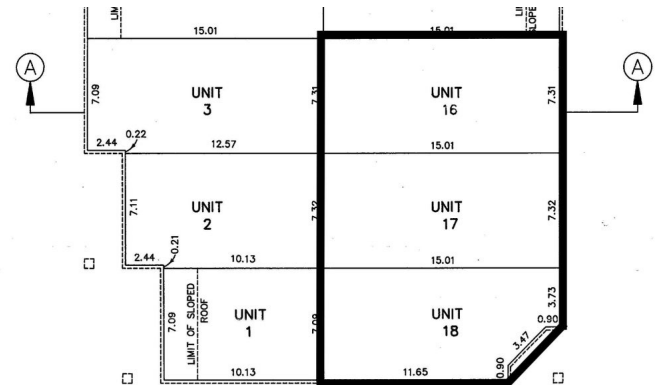 LIM
SLOPE
15.01
15.01
A
A
7.09
UNIT
3
7.31
UNIT
16
7.31
2.44
0.22
12.57
15.01
7.11
UNIT
2
7.32
UNIT
17
7.32
2.44
0.21
10.13
15.01
7.09
LIMIT OF SLOPED
ROOF
UNIT
1
7.09
UNIT
18
3.73
0.90
3.47
0.90
10.13
11.65